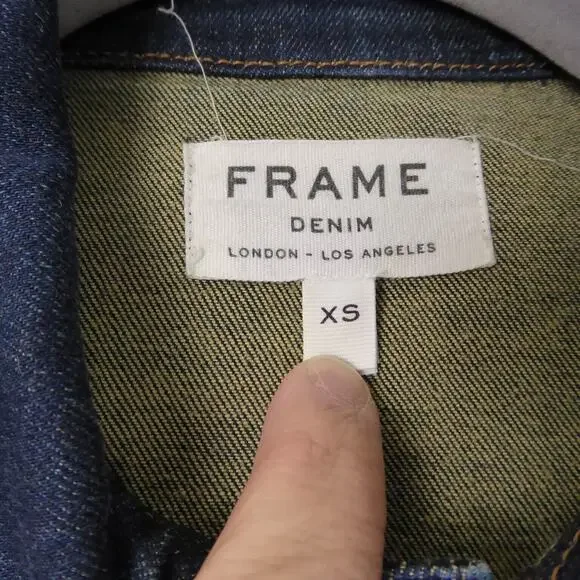 FRAME
DENIM
LONDON - LOS ANGELES
XS